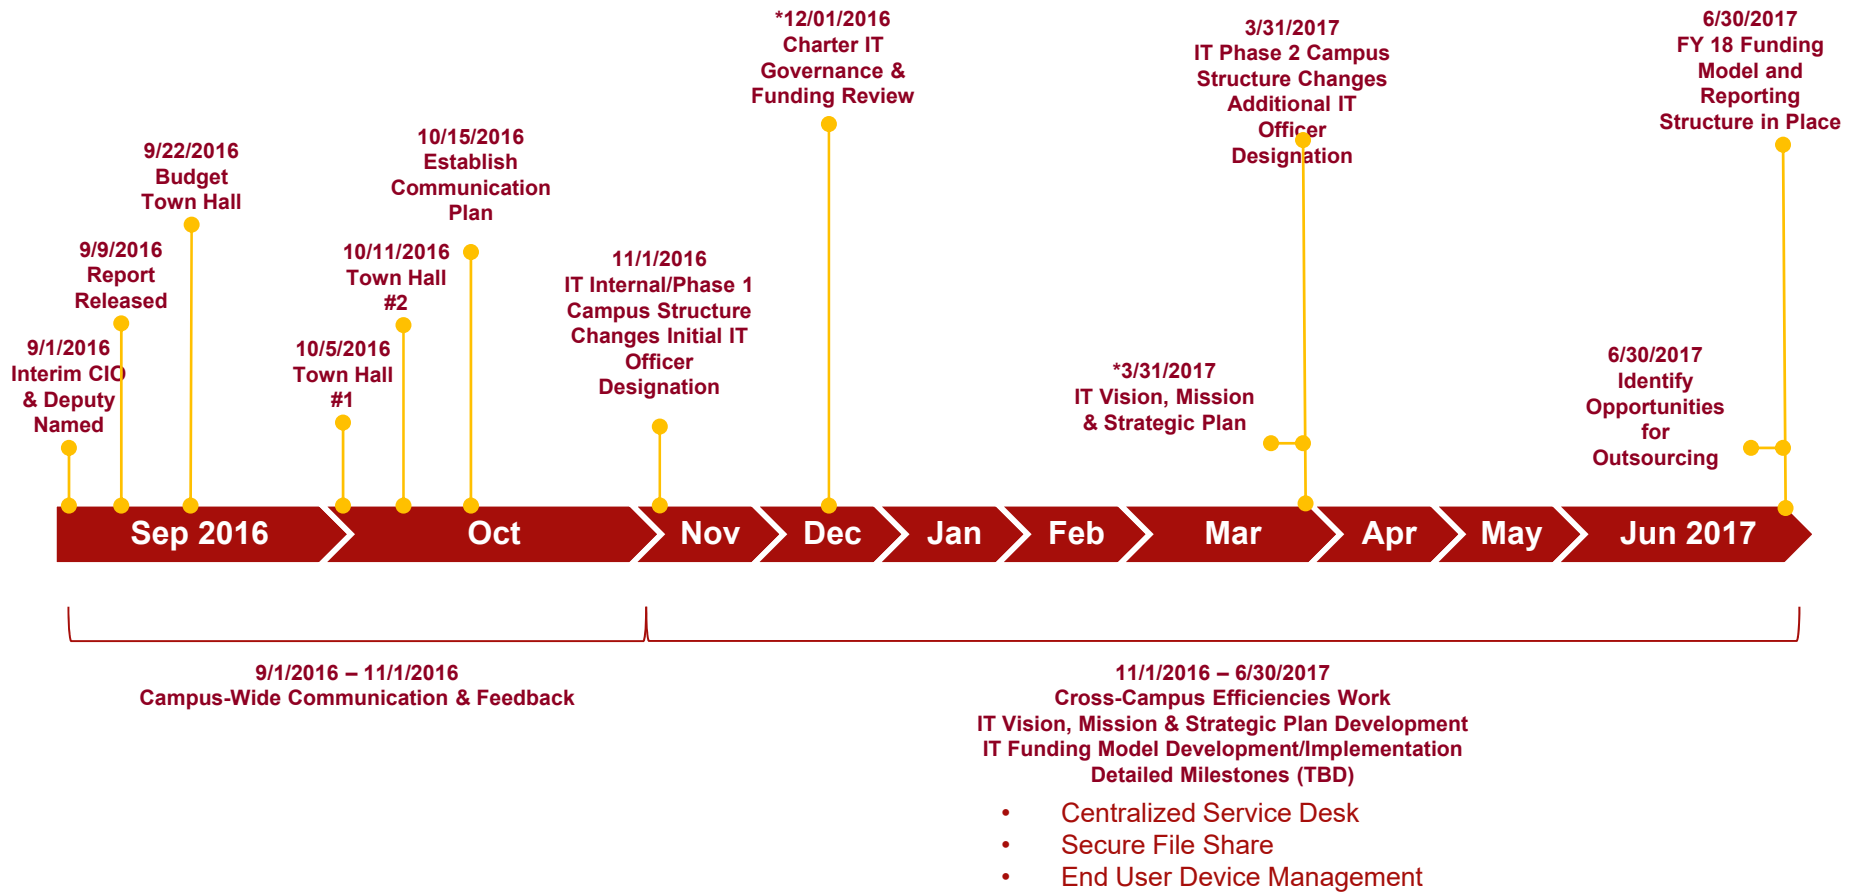 9/1/2016
Interim CIO
& Deputy
Named
9/9/2016
Report
Released
9/22/2016
Budget
Town Hall
10/5/2016
Town Hall
#1
10/11/2016
Town Hall
#2
10/15/2016
Establish
Communication
Plan
11/1/2016
IT Internal/Phase 1
Campus Structure
Changes Initial IT
Officer
Designation
*12/01/2016
Charter IT
Governance &
Funding Review
*3/31/2017
IT Vision, Mission
& Strategic Plan
3/31/2017
IT Phase 2 Campus
Structure Changes
Additional IT
Officer
Designation
6/30/2017
Identify
Opportunities
for
Outsourcing
6/30/2017
FY 18 Funding
Model and
Reporting
Structure in Place
Sep 2016
Oct
Nov
Dec
Jan
Feb
Mar
Apr
May
Jun 2017
9/1/2016 – 11/1/2016
Campus-Wide Communication & Feedback
11/1/2016 – 6/30/2017
Cross-Campus Efficiencies Work
IT Vision, Mission & Strategic Plan Development
IT Funding Model Development/Implementation
Detailed Milestones (TBD)
• Centralized Service Desk
• Secure File Share
• End User Device Management